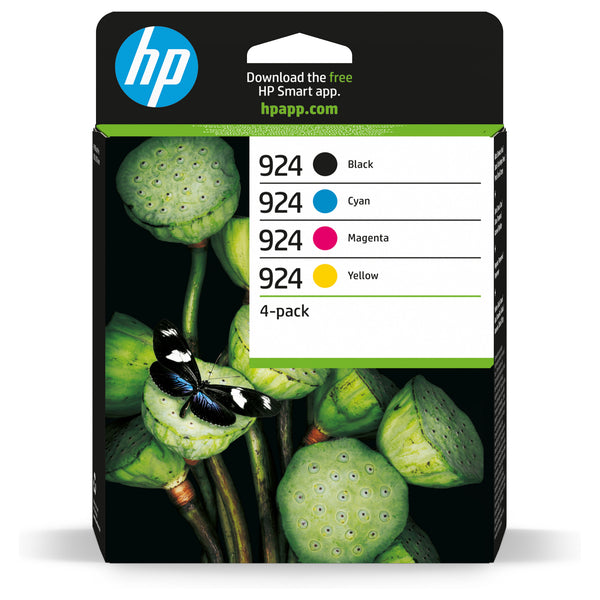 hp
Download the free
HP Smart app.
hpapp.com
924 Black
924 Cyan
924 Magenta
924 Yellow
4-pack